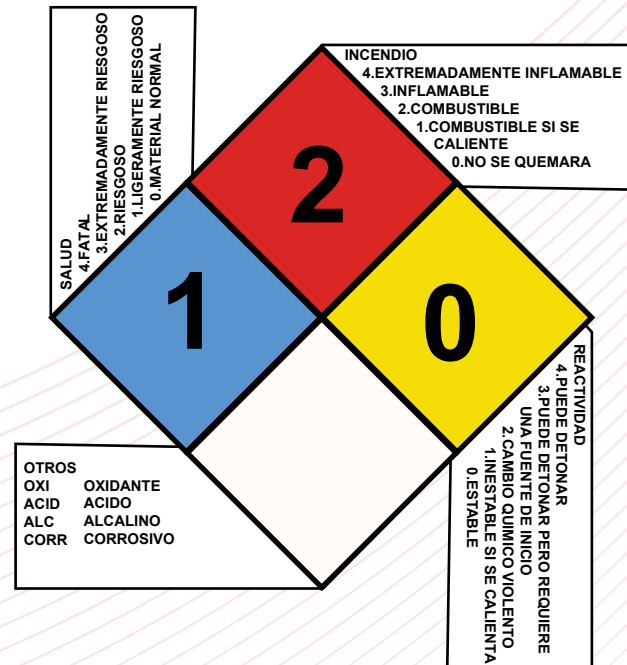 SALUD
4.FATAL
3.EXTREMADAMENTE RIESGOSO
2.RIESGOSO
1.LIGERAMENTE RIESGOSO
0.MATERIAL NORMAL
INCENDIO
4.EXTREMADAMENTE INFLAMABLE
3.INFLAMABLE
2.COMBUSTIBLE
1.COMBUSTIBLE SI SE
CALIENTE
0.NO SE QUEMARA
2
1
0
REACTIVIDAD
4.PUEDE DETONAR
3.PUEDE DETONAR PERO REQUIERE
UNA FUENTE DE INICIO
2.CAMBIO QUIMICO VIOLENTO
1.INESTABLE SI SE CALIENTA
0.ESTABLE
OTROS
OXI OXIDANTE
ACID ACIDO
ALC ALCALINO
CORR CORROSIVO